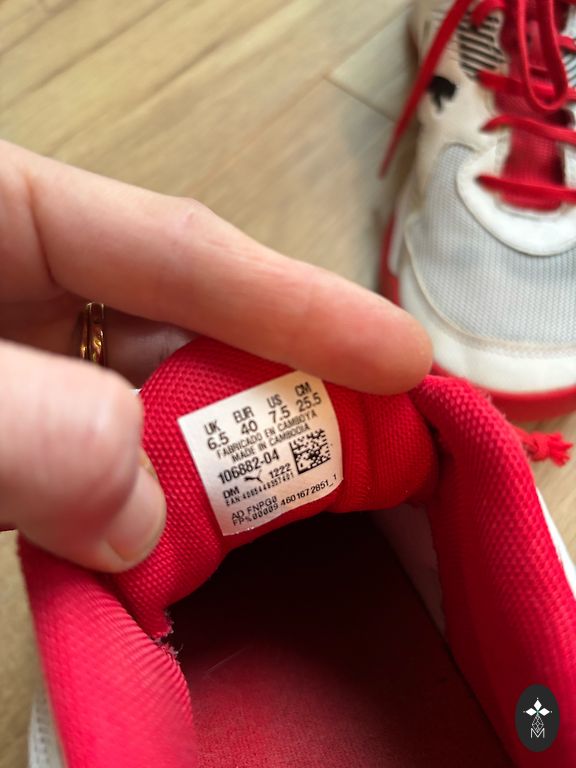 UK EUR US CM
6.5 40 7.5 25.5
FABRICADO EN CAMBOYA
MADE IN CAMBODIA
106882-04
DM 1222
AD FNPG0